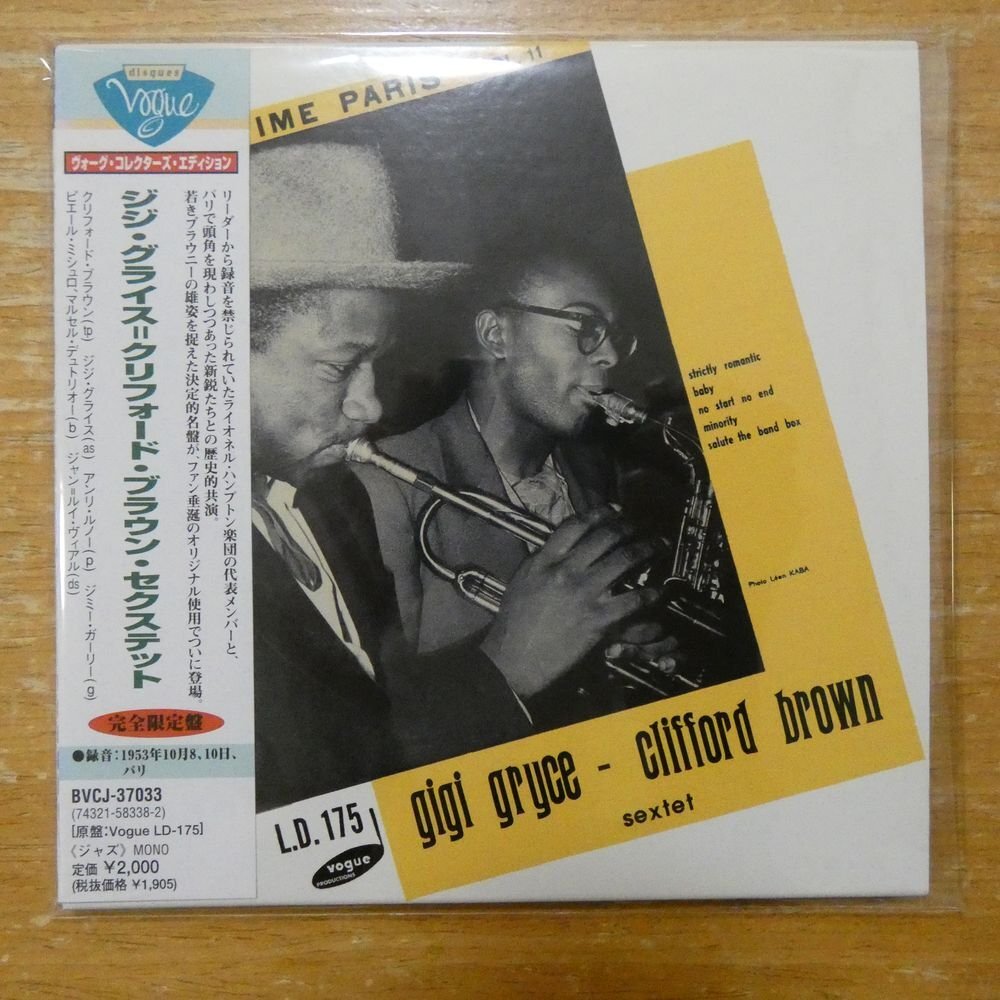 disques
Vogue
ヴォーグ・コレクターズ・エディション
リーダーから録音を禁じられていたライオネル・ハンプトン楽団の代表メンバーと、
パリで頭角を現わしつつあった新鋭たちとの歴史的共演。
若きブラウニーの雄姿を捉えた決定的名盤が、ファン垂涎のオリジナル使用でついに登場。
ジジ・グライス=クリフォード・ブラウン・セクステット
クリフォード・ブラウン(tp) ジジ・グライス(as) アンリ・ルノー(p) ジミー・ガーリー(g)
ピエール・ミシュロ、マルセル・デュトリオー(b) ジャン=ルイ・ヴィアル(ds)
完全限定盤
●録音:1953年10月8、10日、
パリ
BVCJ-37033
(74321-58338-2)
[原盤:Vogue LD-175]
《ジャズ》MONO
定価 ¥2,000
(税抜価格 ¥1,905)
IME PARIS 11
strictly romantic
baby
no start no end
minority
salute the band box
Photo Léon KABA
gigi gryce - clifford brown
sextet
L.D. 175
vogue
PRODUCTIONS